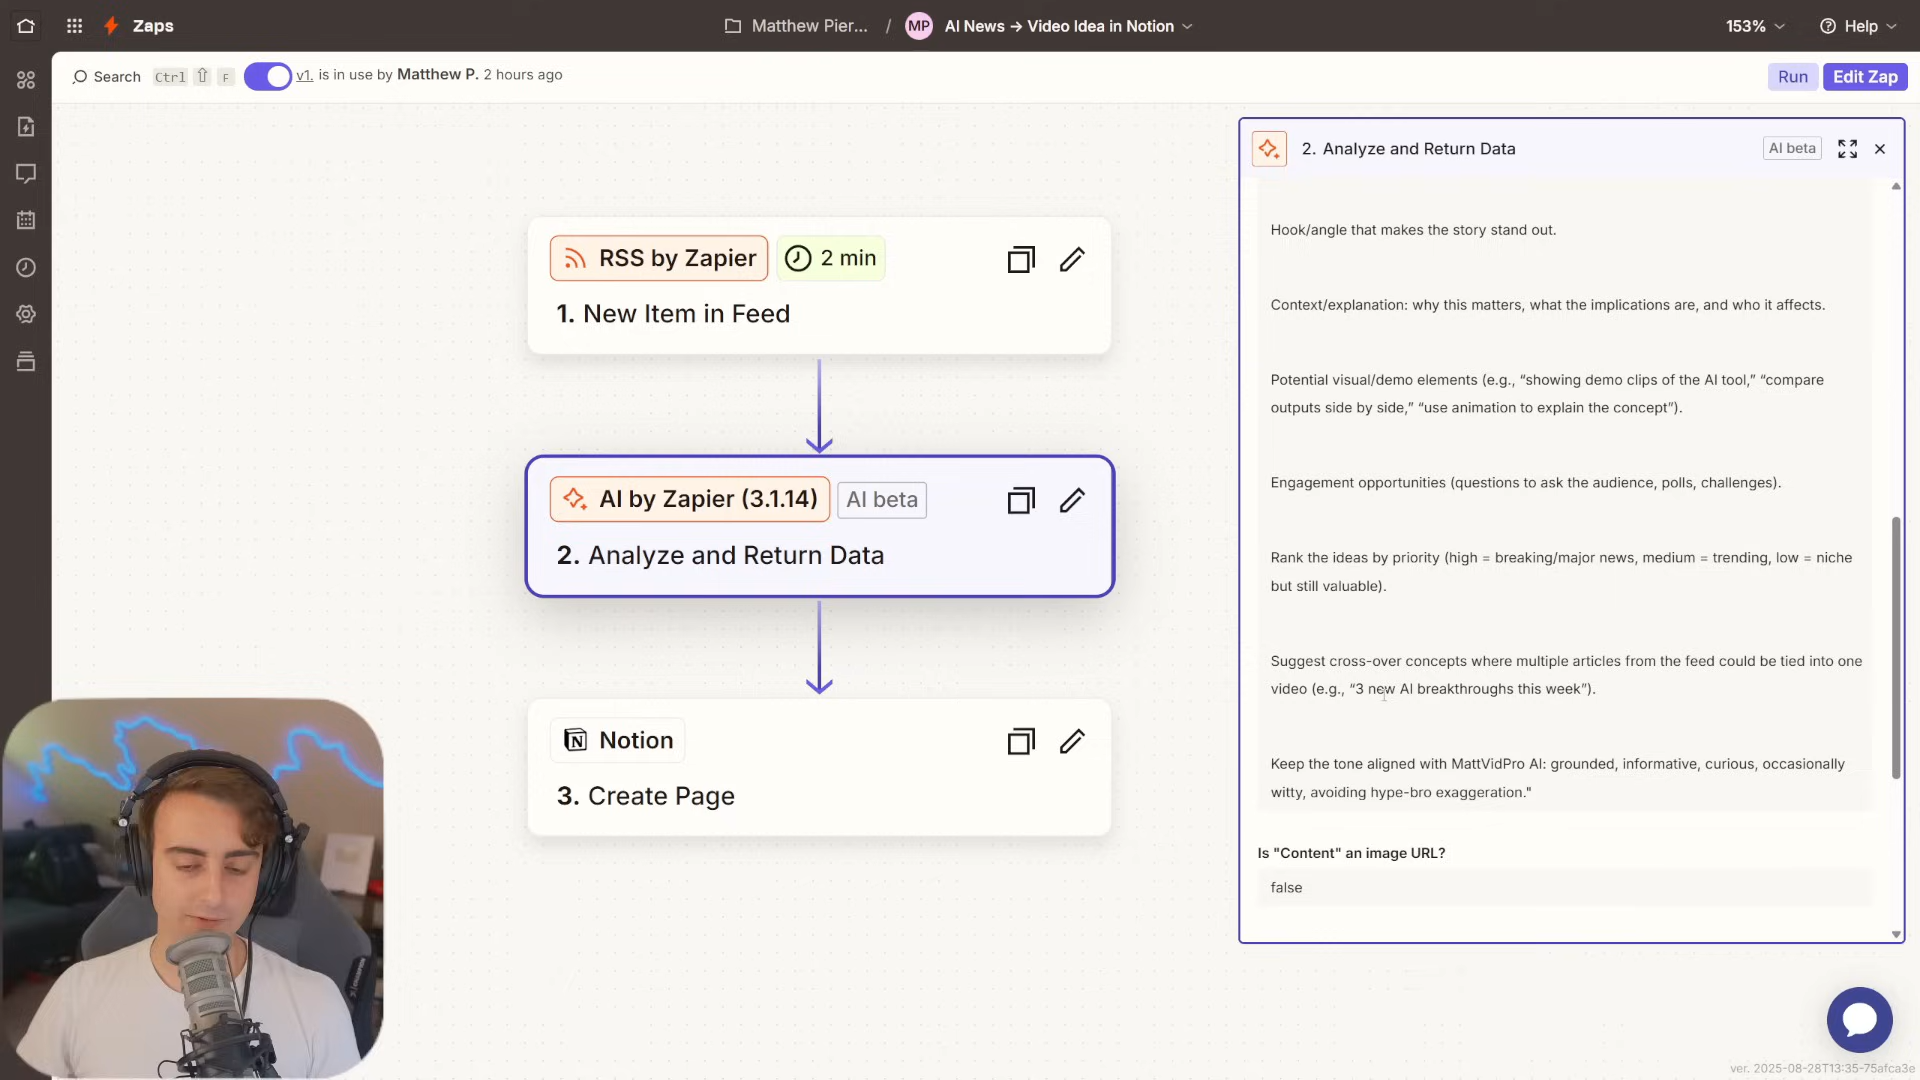 Zaps
Matthew Pier... / MP AI News → Video Idea in Notion
153%
Help
Search Ctrl ⇧ F
v1. is in use by Matthew P. 2 hours ago
Run
Edit Zap
RSS by Zapier
2 min
1. New Item in Feed
AI by Zapier (3.1.14)
AI beta
2. Analyze and Return Data
Notion
3. Create Page
2. Analyze and Return Data
AI beta
Hook/angle that makes the story stand out.
Context/explanation: why this matters, what the implications are, and who it affects.
Potential visual/demo elements (e.g., “showing demo clips of the AI tool,” “compare
outputs side by side,” “use animation to explain the concept”).
Engagement opportunities (questions to ask the audience, polls, challenges).
Rank the ideas by priority (high = breaking/major news, medium = trending, low = niche
but still valuable).
Suggest cross-over concepts where multiple articles from the feed could be tied into one
video (e.g., “3 new AI breakthroughs this week”).
Keep the tone aligned with MattVidPro AI: grounded, informative, curious, occasionally
witty, avoiding hype-bro exaggeration."
Is "Content" an image URL?
false
ver. 2025-08-28T13:35-75afca3e